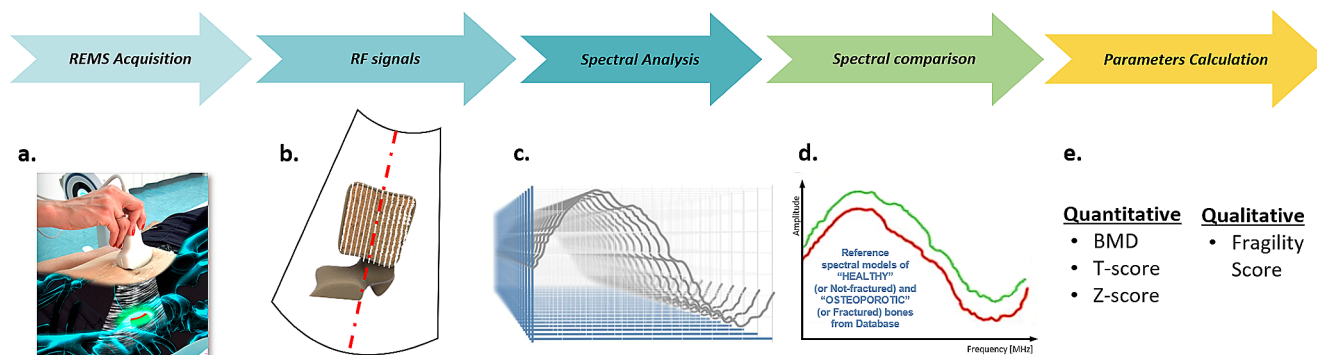 REMS Acquisition
RF signals
Spectral Analysis
Spectral comparison
Parameters Calculation
a.
b.
c.
d.
e.
Amplitude
Reference
spectral models of
“HEALTHY”
(or Not-fractured) and
“OSTEOPOROTIC”
(or Fractured) bones
from Database
Frequency [MHz]
Quantitative
• BMD
• T-score
• Z-score
Qualitative
• Fragility
Score